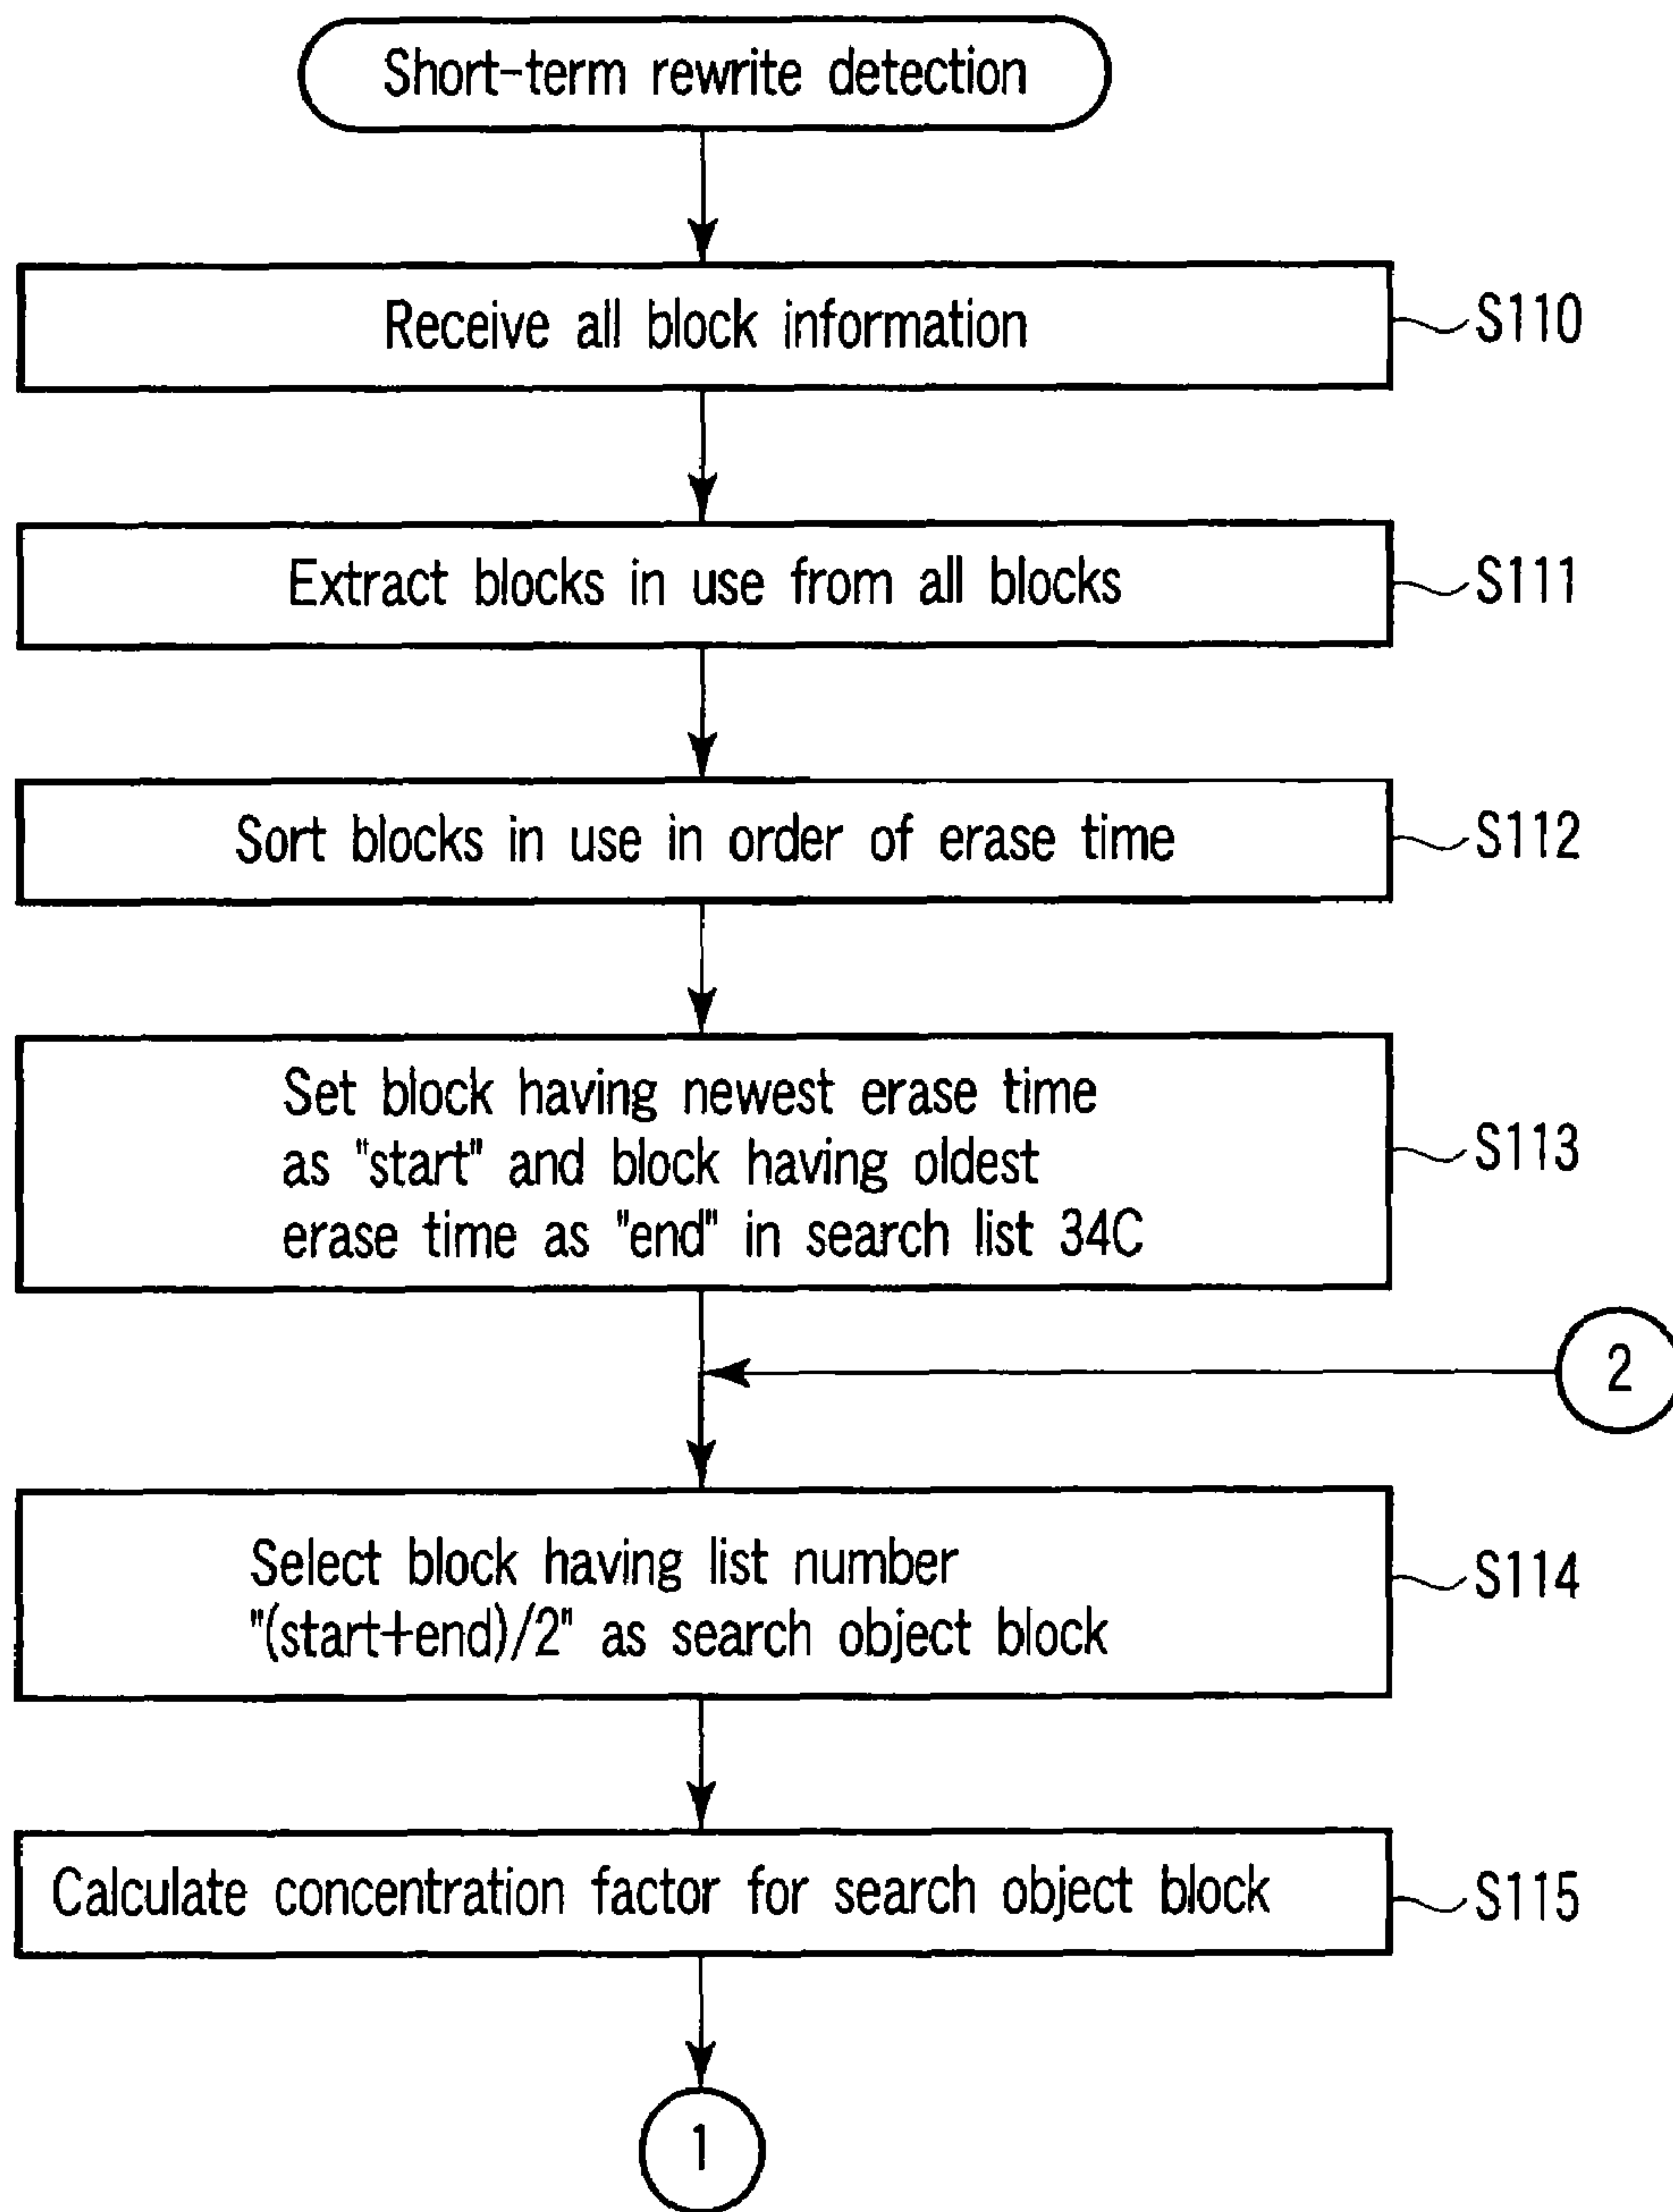 Short-term rewrite detection
Receive all block information
S110
Extract blocks in use from all blocks
S111
Sort blocks in use in order of erase time
S112
Set block having newest erase time
as "start" and block having oldest
erase time as "end" in search list 34C
S113
2
Select block having list number
"(start+end)/2" as search object block
S114
Calculate concentration factor for search object block
S115
1